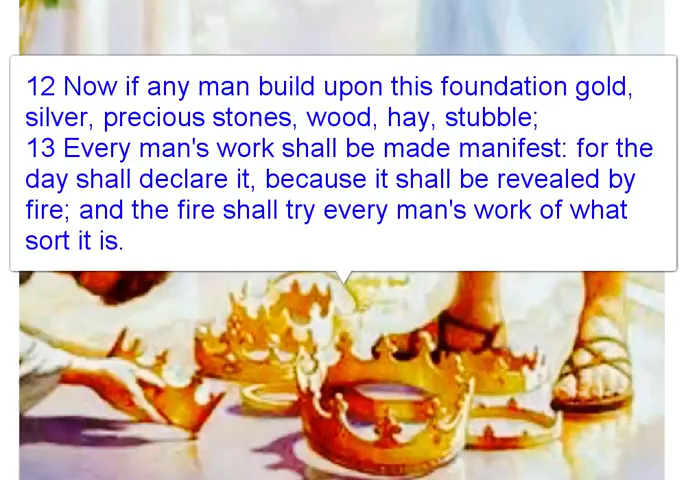 12 Now if any man build upon this foundation gold,
silver, precious stones, wood, hay, stubble;
13 Every man's work shall be made manifest: for the
day shall declare it, because it shall be revealed by
fire; and the fire shall try every man's work of what
sort it is.